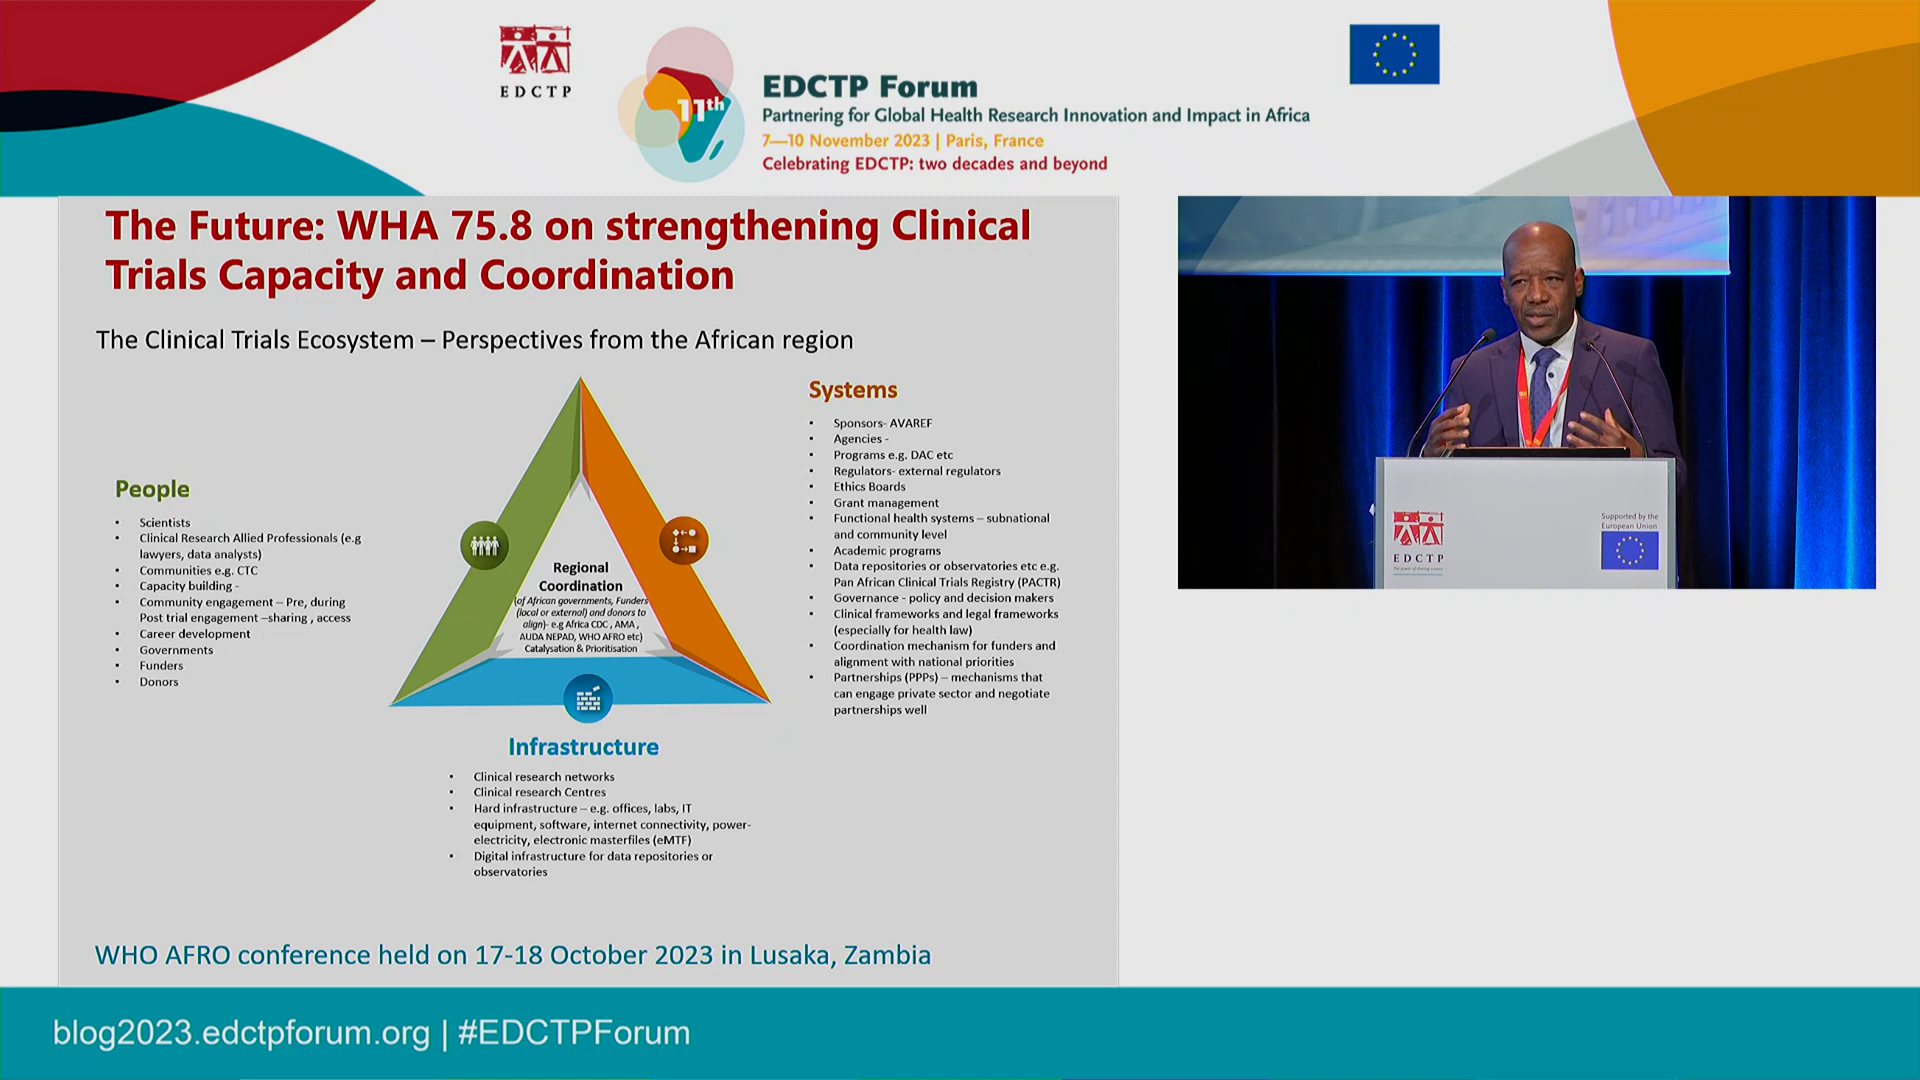 EDCTP
11th
EDCTP Forum
Partnering for Global Health Research Innovation and Impact in Africa
7—10 November 2023 | Paris, France
Celebrating EDCTP: two decades and beyond
The Future: WHA 75.8 on strengthening Clinical
Trials Capacity and Coordination
The Clinical Trials Ecosystem – Perspectives from the African region
People
• Scientists
• Clinical Research Allied Professionals (e.g
lawyers, data analysts)
• Communities e.g. CTC
• Capacity building -
• Community engagement – Pre, during
Post trial engagement –sharing , access
• Career development
• Governments
• Funders
• Donors
Regional
Coordination
(of African governments, Funders
(local or external) and donors to
align)- e.g Africa CDC , AMA ,
AUDA NEPAD, WHO AFRO etc)
Catalysation & Prioritisation
Systems
• Sponsors- AVAREF
• Agencies -
• Programs e.g. DAC etc
• Regulators- external regulators
• Ethics Boards
• Grant management
• Functional health systems – subnational
and community level
• Academic programs
• Data repositories or observatories etc e.g.
Pan African Clinical Trials Registry (PACTR)
• Governance - policy and decision makers
• Clinical frameworks and legal frameworks
(especially for health law)
• Coordination mechanism for funders and
alignment with national priorities
• Partnerships (PPPs) – mechanisms that
can engage private sector and negotiate
partnerships well
Infrastructure
• Clinical research networks
• Clinical research Centres
• Hard infrastructure – e.g. offices, labs, IT
equipment, software, internet connectivity, power-
electricity, electronic masterfiles (eMTF)
• Digital infrastructure for data repositories or
observatories
WHO AFRO conference held on 17-18 October 2023 in Lusaka, Zambia
EDCTP
Supported by the
European Union
blog2023.edctpforum.org | #EDCTPForum